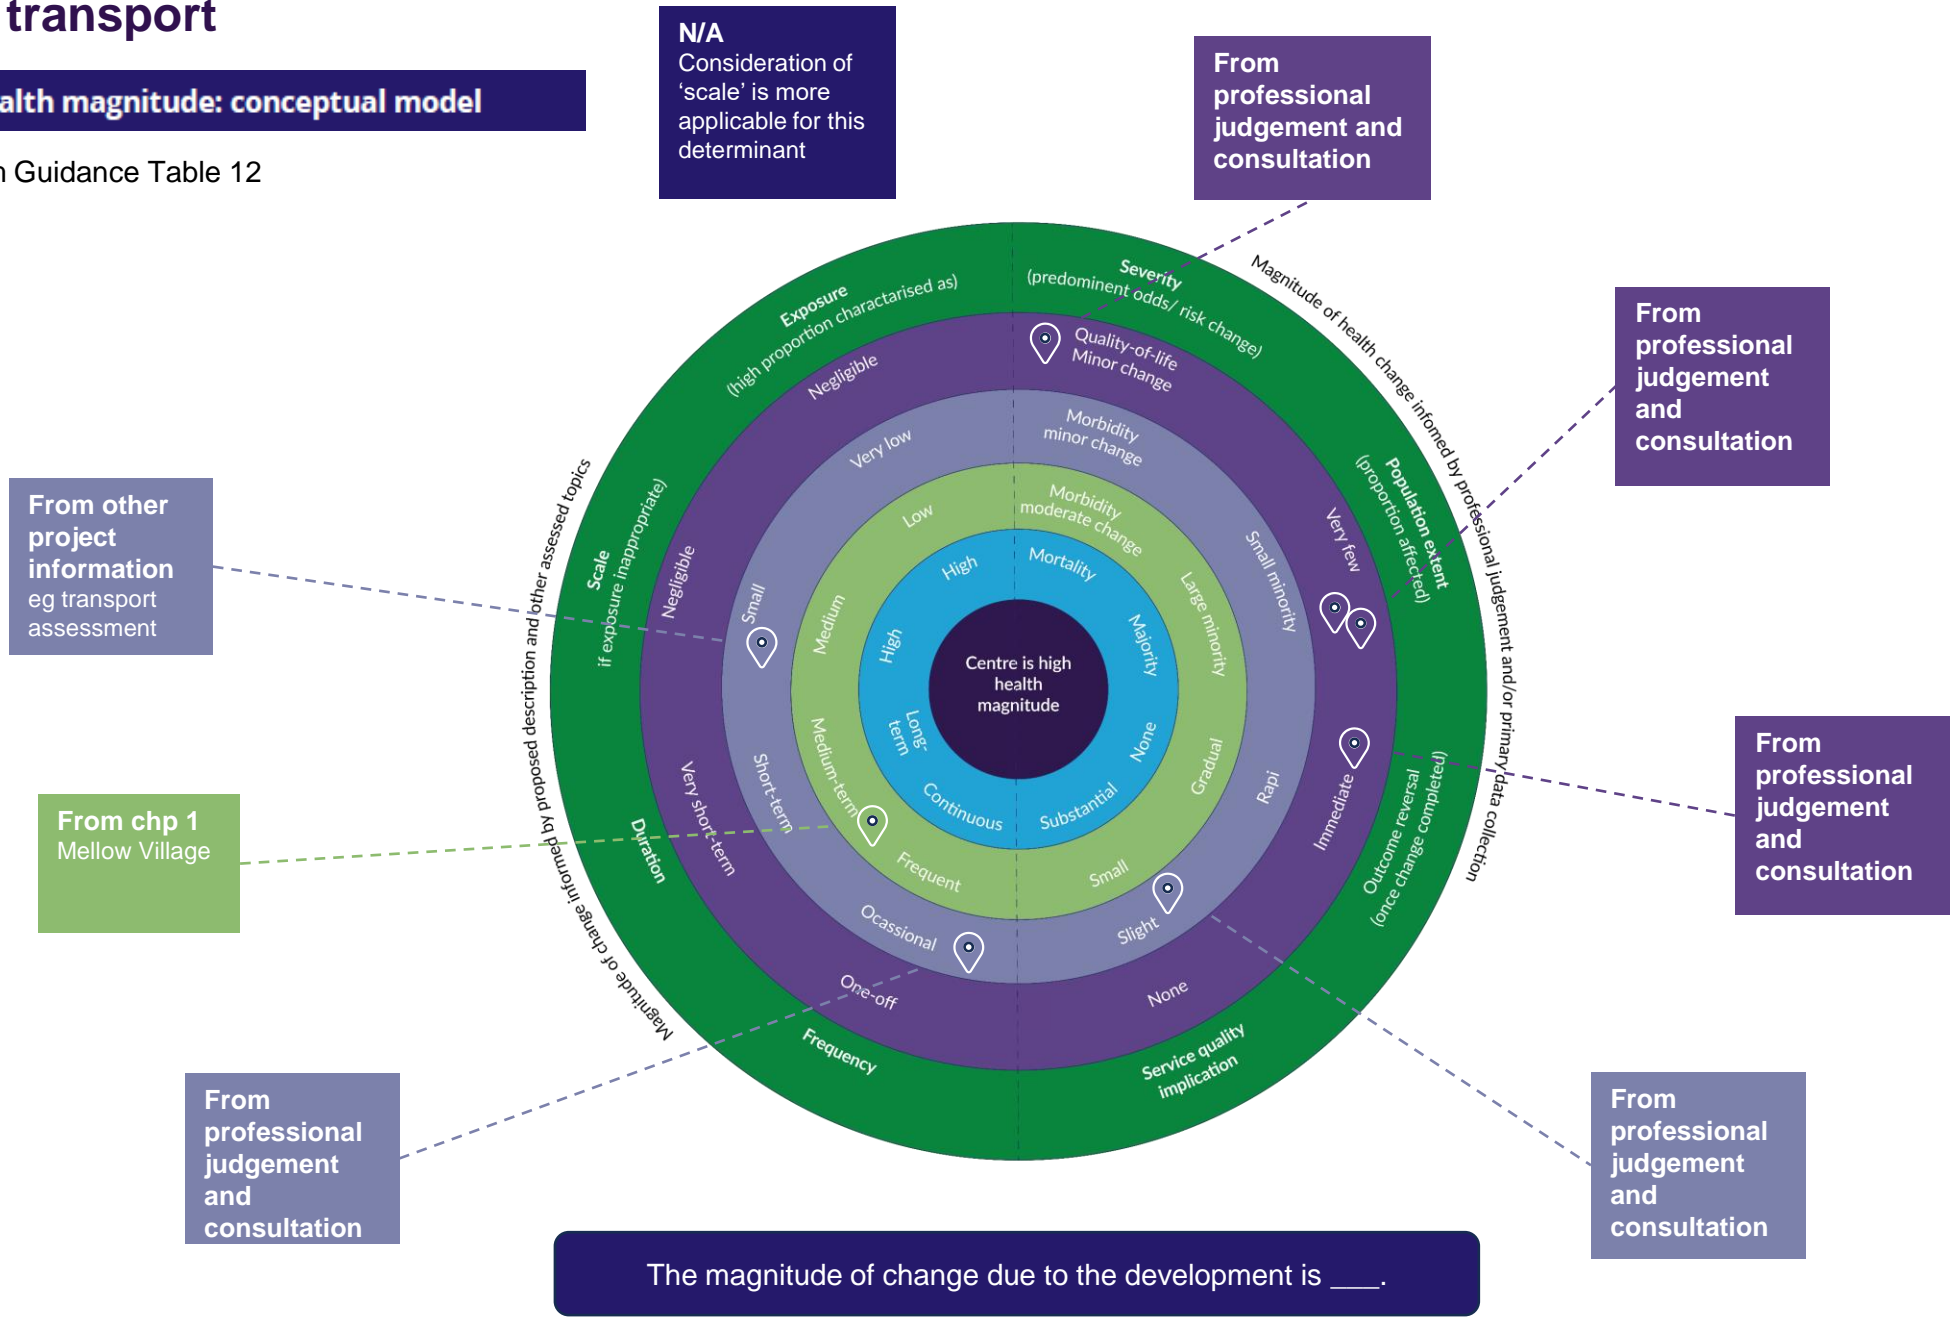 transport
alth magnitude: conceptual model
n Guidance Table 12
N/A
Consideration of
‘scale’ is more
applicable for this
determinant
From
professional
judgement and
consultation
From
professional
judgement
and
consultation
From
professional
judgement
and
consultation
From
professional
judgement
and
consultation
From
professional
judgement
and
consultation
From chp 1
Mellow Village
From other
project
information
eg transport
assessment
Magnitude of change informed by proposed description and other assessed topics
Magnitude of health change infomed by professional judgement and/or primary data collection
Exposure
(high proportion charactarised as)
Negligible
Very low
Low
High
Severity
(predominent odds/ risk change)
Quality-of-life
Minor change
Morbidity
minor change
Morbidity
moderate change
Mortality
Population extent
(proportion affected)
Very few
Small minority
Large minority
Majority
Outcome reversal
(once change completed)
Immediate
Rapi
Gradual
None
Service quality
implication
None
Slight
Small
Substantial
Frequency
One-off
Ocassional
Frequent
Continuous
Duration
Very short-term
Short-term
Medium-term
Long-
term
Scale
if exposure inappropriate)
Negligible
Small
Medium
High
Centre is high
health
magnitude
The magnitude of change due to the development is ___.